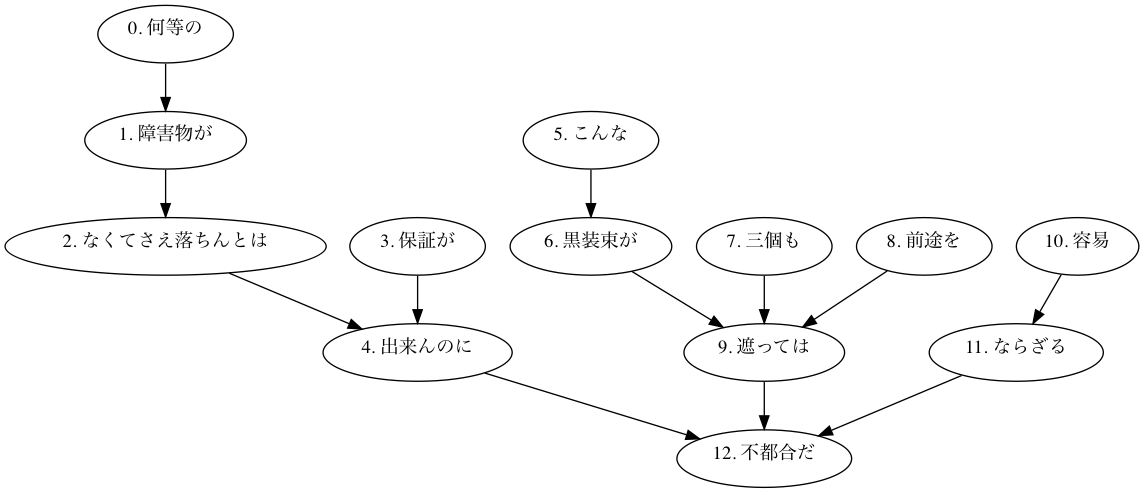 0. 何等の
1. 障害物が
5. こんな
2. なくてさえ落ちんとは
3. 保証が
6. 黒装束が
7. 三個も
8. 前途を
10. 容易
4. 出来んのに
9. 遮っては
11. ならざる
12. 不都合だ